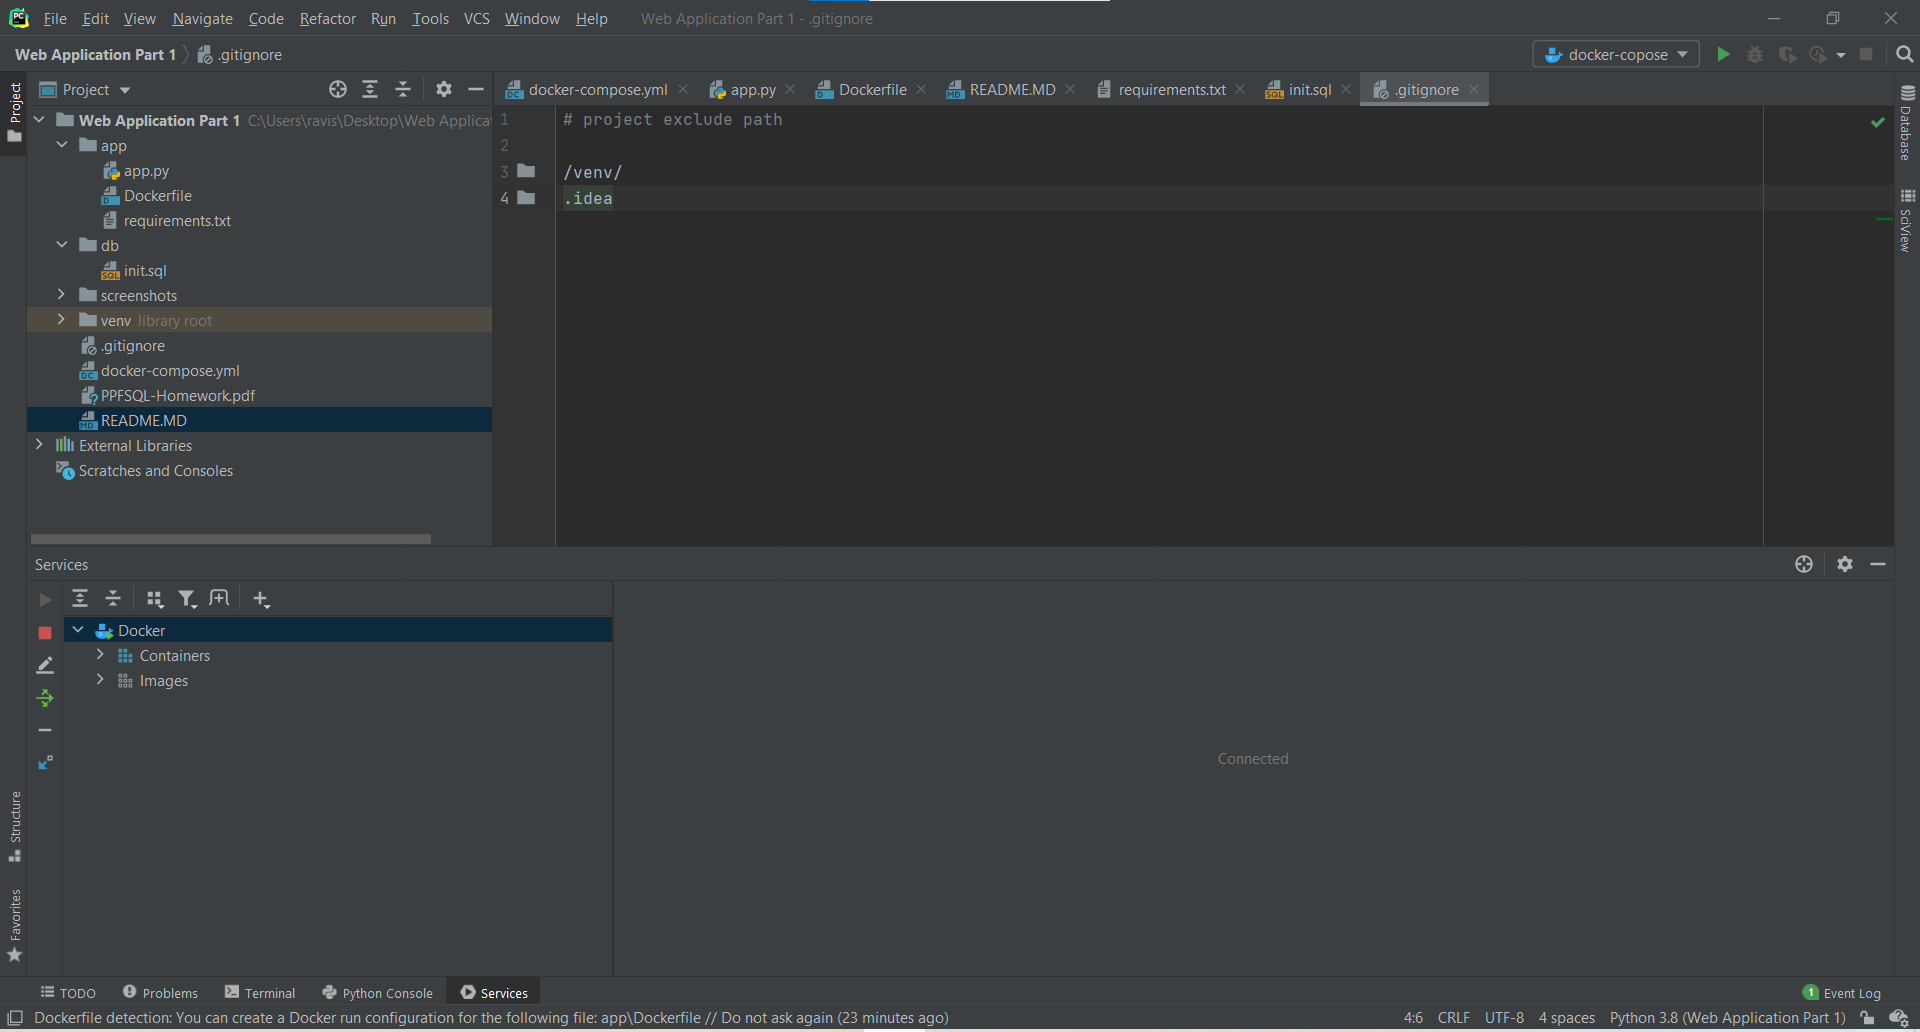 File Edit View Navigate Code Refactor Run Tools VCS Window Help Web Application Part 1 - .gitignore
Web Application Part 1 .gitignore docker-copose
Project
Project
docker-compose.yml app.py Dockerfile README.MD requirements.txt init.sql .gitignore
Web Application Part 1 C:\Users\ravis\Desktop\Web Applica
app
app.py
Dockerfile
requirements.txt
db
init.sql
screenshots
venv library root
.gitignore
docker-compose.yml
PPFSQL-Homework.pdf
README.MD
External Libraries
Scratches and Consoles
1 # project exclude path
2
3 /venv/
4 .idea
Database
SciView
Services
Docker
Containers
Images
Connected
Structure
Favorites
TODO Problems Terminal Python Console Services 1 Event Log
Dockerfile detection: You can create a Docker run configuration for the following file: app\Dockerfile // Do not ask again (23 minutes ago) 4:6 CRLF UTF-8 4 spaces Python 3.8 (Web Application Part 1)